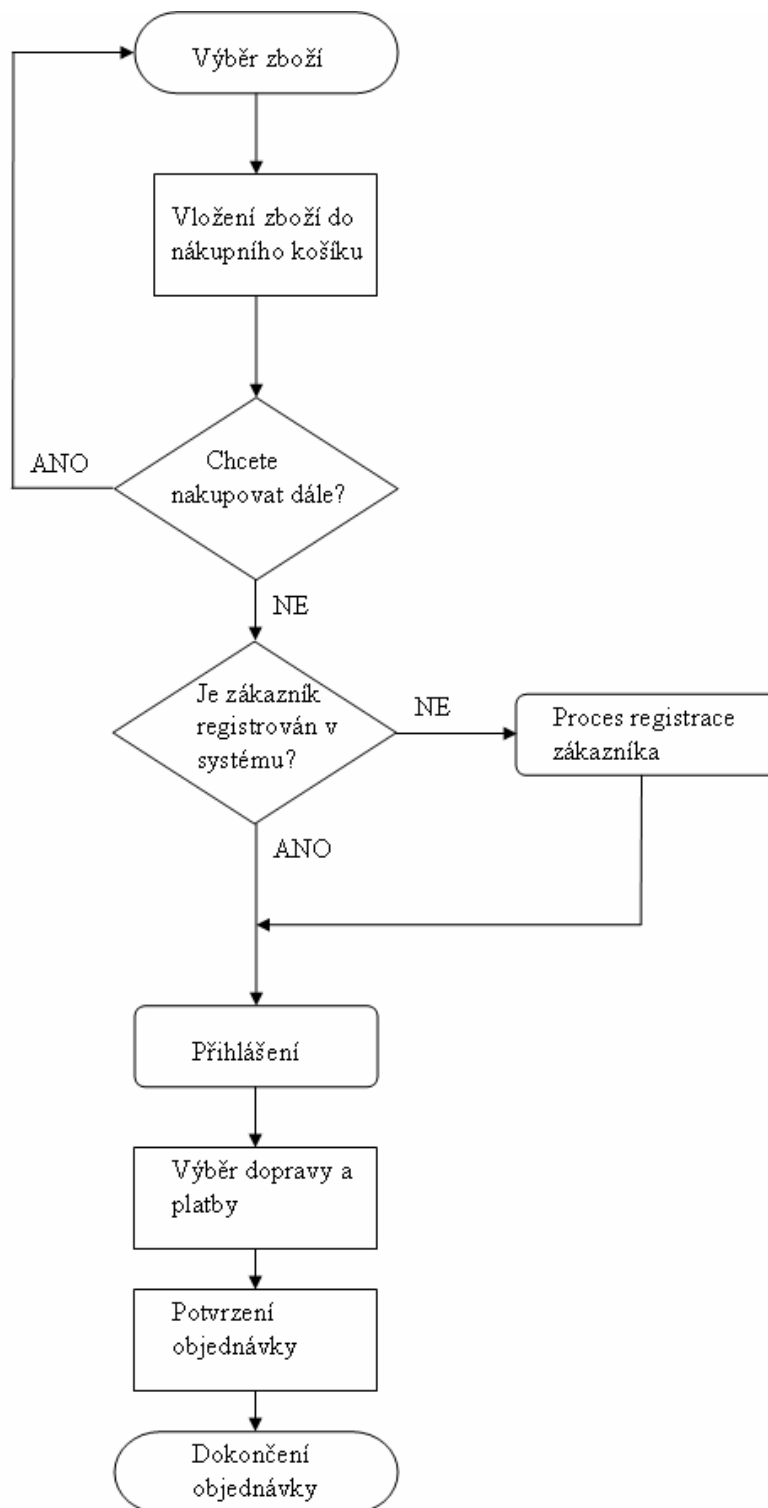 Výběr zboží
Vložení zboží do
nákupního košíku
ANO
Chcete
nakupovat dále?
NE
Je zákazník
registrován v
systému?
NE
Proces registrace
zákazníka
ANO
Přihlášení
Výběr dopravy a
platby
Potvrzení
objednávky
Dokončení
objednávky